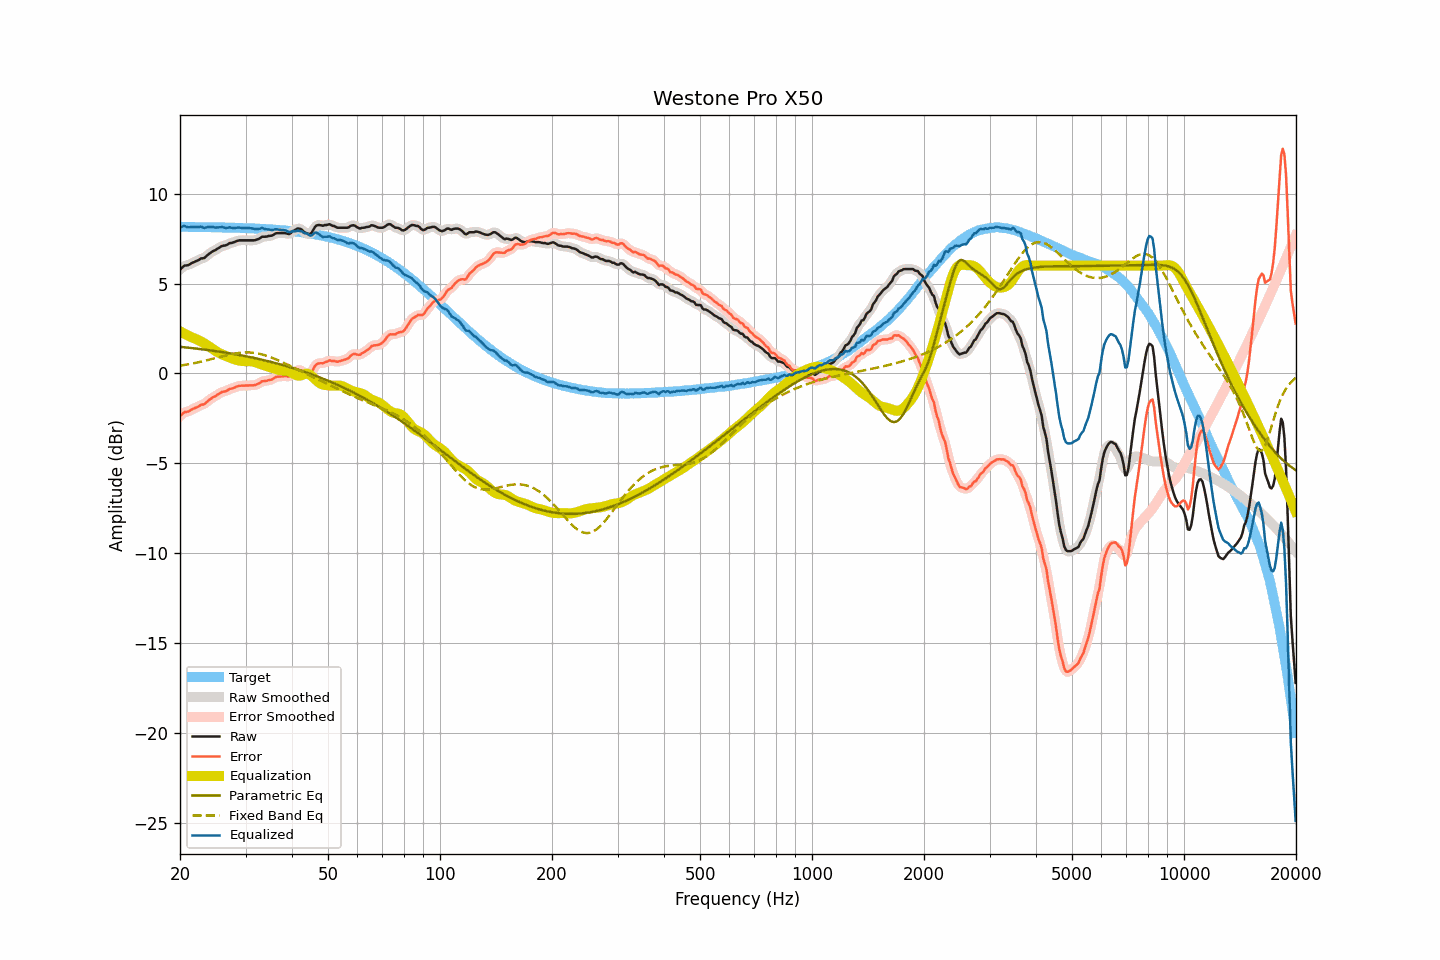 Westone Pro X50
Amplitude (dBr)
10
5
0
−5
−10
−15
−20
−25
Target
Raw Smoothed
Error Smoothed
Raw
Error
Equalization
Parametric Eq
Fixed Band Eq
Equalized
20 50 100 200 500 1000 2000 5000 10000 20000
Frequency (Hz)